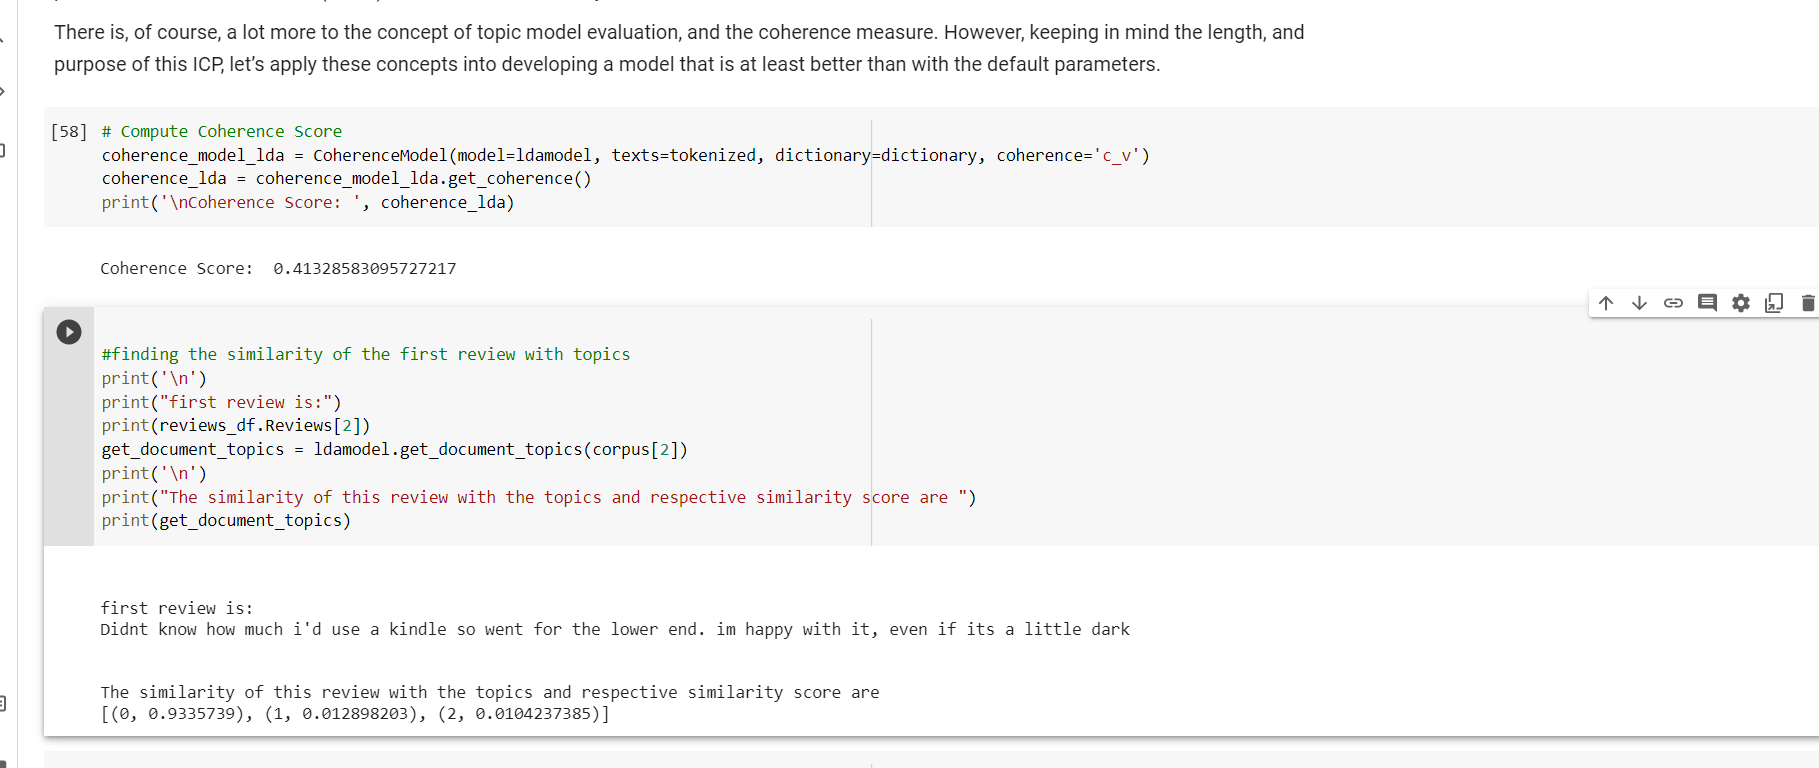 There is, of course, a lot more to the concept of topic model evaluation, and the coherence measure. However, keeping in mind the length, and
purpose of this ICP, let’s apply these concepts into developing a model that is at least better than with the default parameters.
[58] # Compute Coherence Score
coherence_model_lda = CoherenceModel(model=ldamodel, texts=tokenized, dictionary=dictionary, coherence='c_v')
coherence_lda = coherence_model_lda.get_coherence()
print('\nCoherence Score: ', coherence_lda)
Coherence Score:  0.41328583095727217
#finding the similarity of the first review with topics
print('\n')
print("first review is:")
print(reviews_df.Reviews[2])
get_document_topics = ldamodel.get_document_topics(corpus[2])
print('\n')
print("The similarity of this review with the topics and respective similarity score are ")
print(get_document_topics)
first review is:
Didnt know how much i'd use a kindle so went for the lower end. im happy with it, even if its a little dark
The similarity of this review with the topics and respective similarity score are
[(0, 0.9335739), (1, 0.012898203), (2, 0.0104237385)]